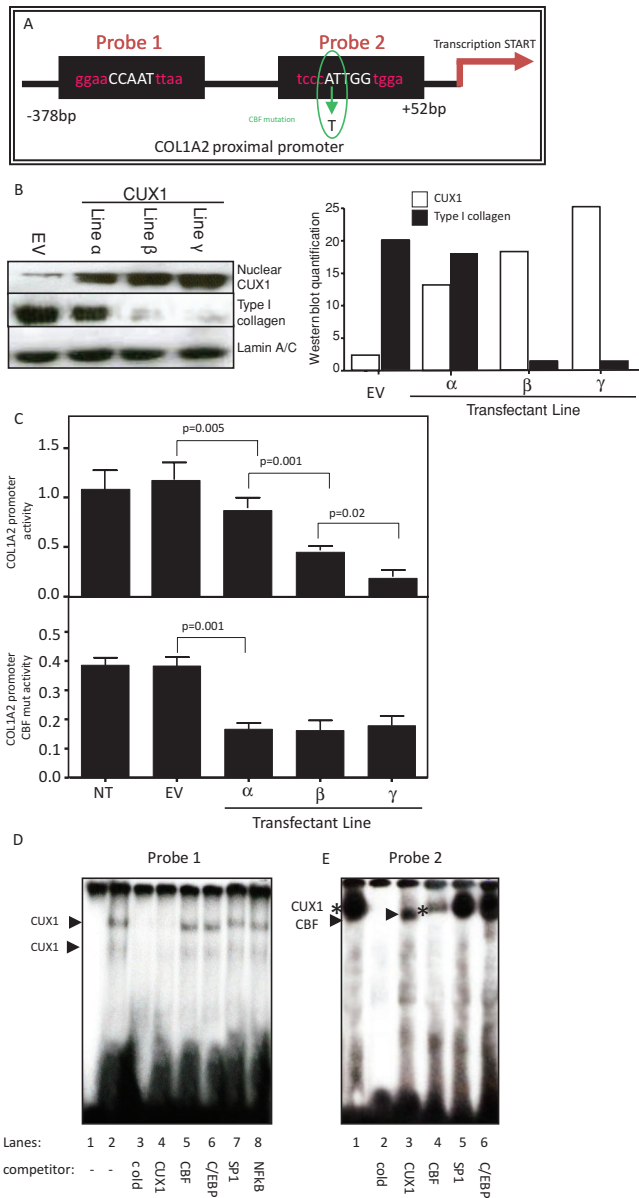 A
Probe 1
Probe 2
Transcription START
ggaaCCAATttaa
tcccATTGGtgga
-378bp
CBF mutation
T
+52bp
COL1A2 proximal promoter
B
CUX1
EV
Line α
Line β
Line γ
Nuclear CUX1
Type I collagen
Lamin A/C
CUX1
Type I collagen
Western blot quantification
25
20
15
10
5
0
EV
α
β
γ
Transfectant Line
C
COL1A2 promoter activity
1.5
1.0
0.5
0.0
p=0.005
p=0.001
p=0.02
COL1A2 promoter CBF mut activity
0.5
0.4
0.3
0.2
0.1
0.0
p=0.001
NT
EV
α
β
γ
Transfectant Line
D
Probe 1
CUX1
CUX1
E
Probe 2
CUX1 *
CBF
*
Lanes: 1 2 3 4 5 6 7 8
competitor: - - cold CUX1 CBF C/EBP SP1 NFkB
1 2 3 4 5 6
- cold CUX1 CBF SP1 C/EBP